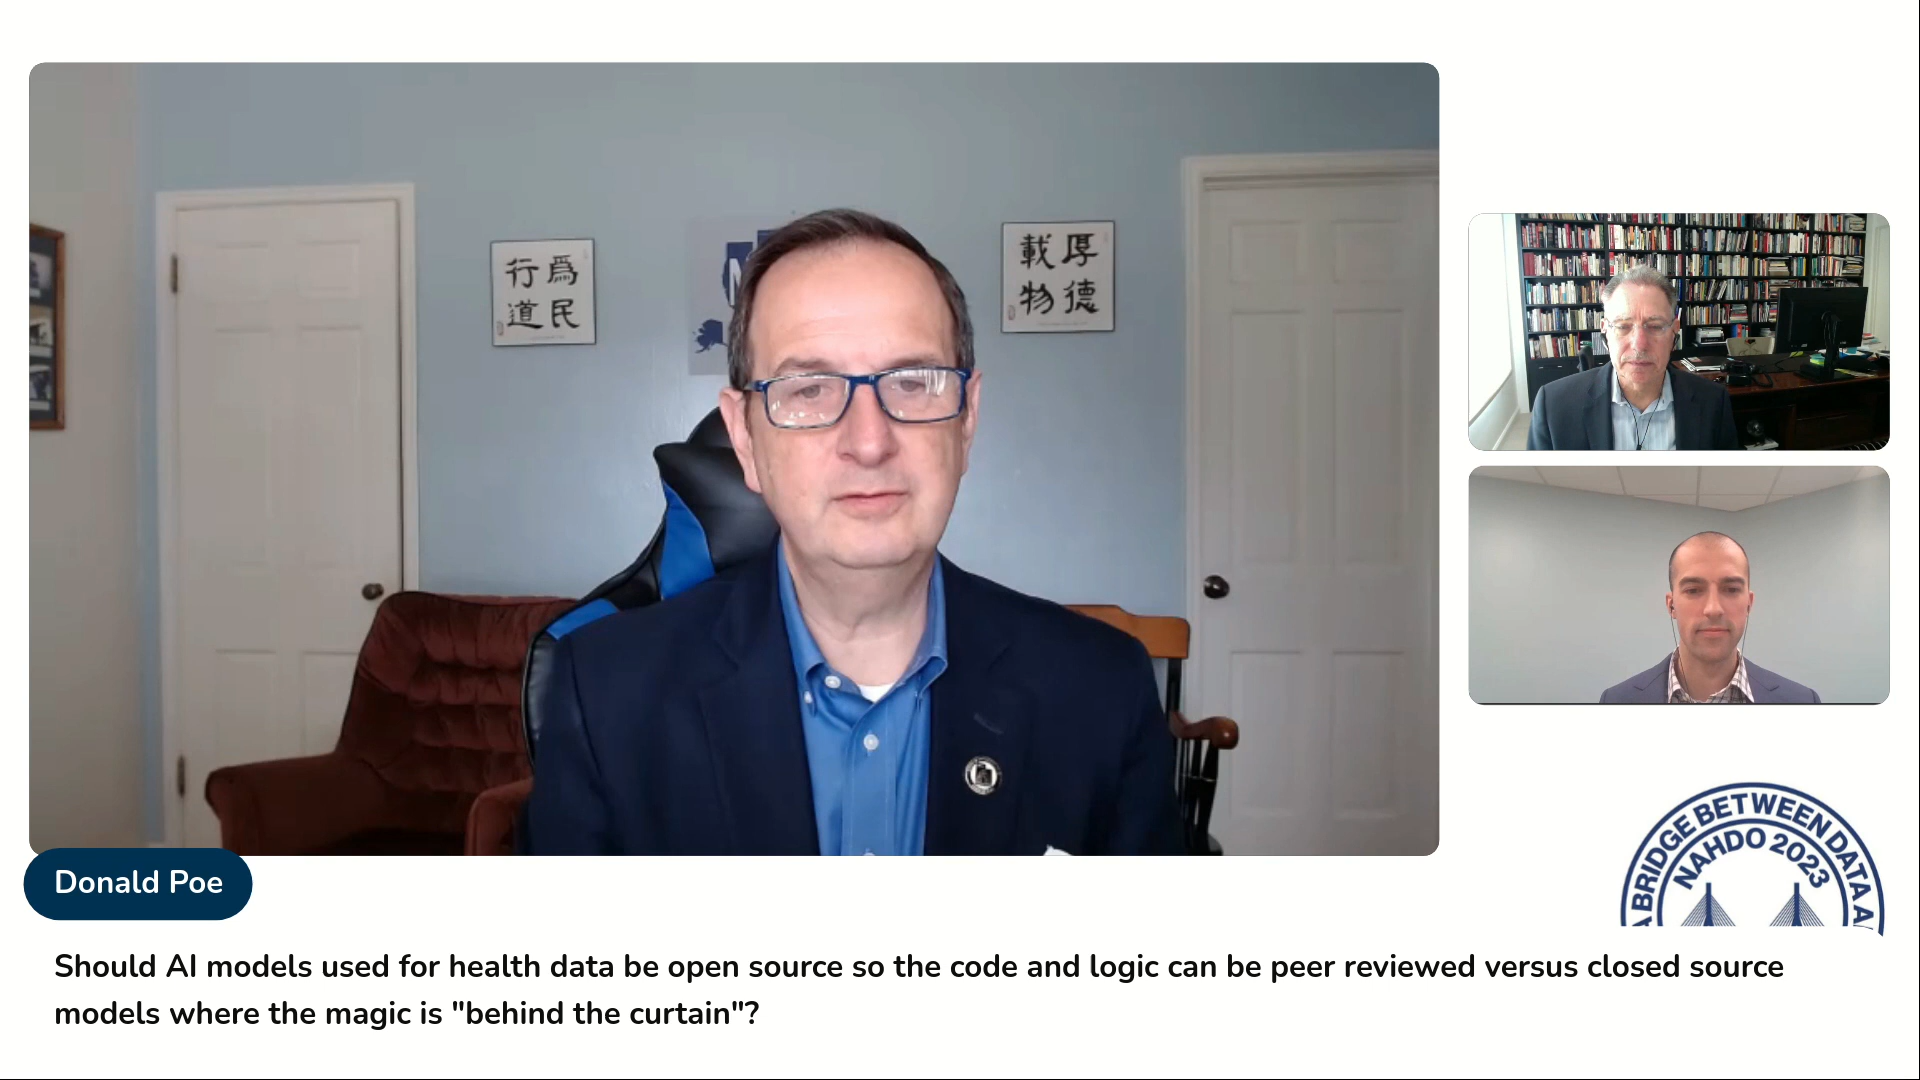 行 爲
道 民
載 厚
物 德
A BRIDGE BETWEEN DATA A
NAHDO 2023
Donald Poe
Should AI models used for health data be open source so the code and logic can be peer reviewed versus closed source
models where the magic is "behind the curtain"?